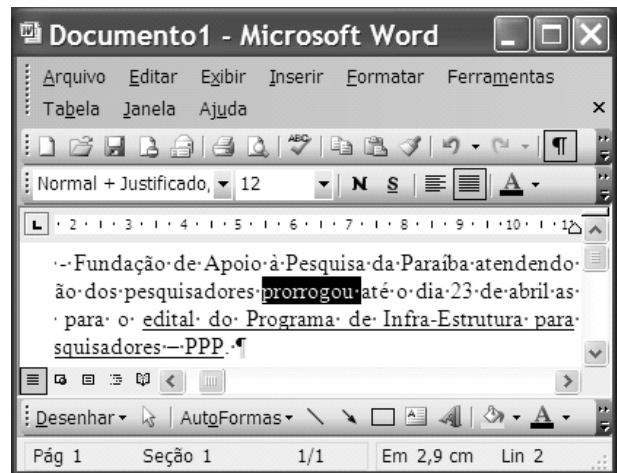 Documento1 - Microsoft Word
Arquivo Editar Exibir Inserir Formatar Ferramentas
Tabela Janela Ajuda
ABC ¶
Normal + Justificado, 12 N S A
L 2 3 4 5 6 7 8 9 10 11
·-·Fundação·de·Apoio·à·Pesquisa·da·Paraíba·atendendo·
ão·dos·pesquisadores·prorrogou·até·o·dia·23·de·abril·as·
·para·o·edital·do·Programa·de·Infra-Estrutura·para·
squisadores·–·PPP.·¶
Desenhar AutoFormas A A
Pág 1 Seção 1 1/1 Em 2,9 cm Lin 2